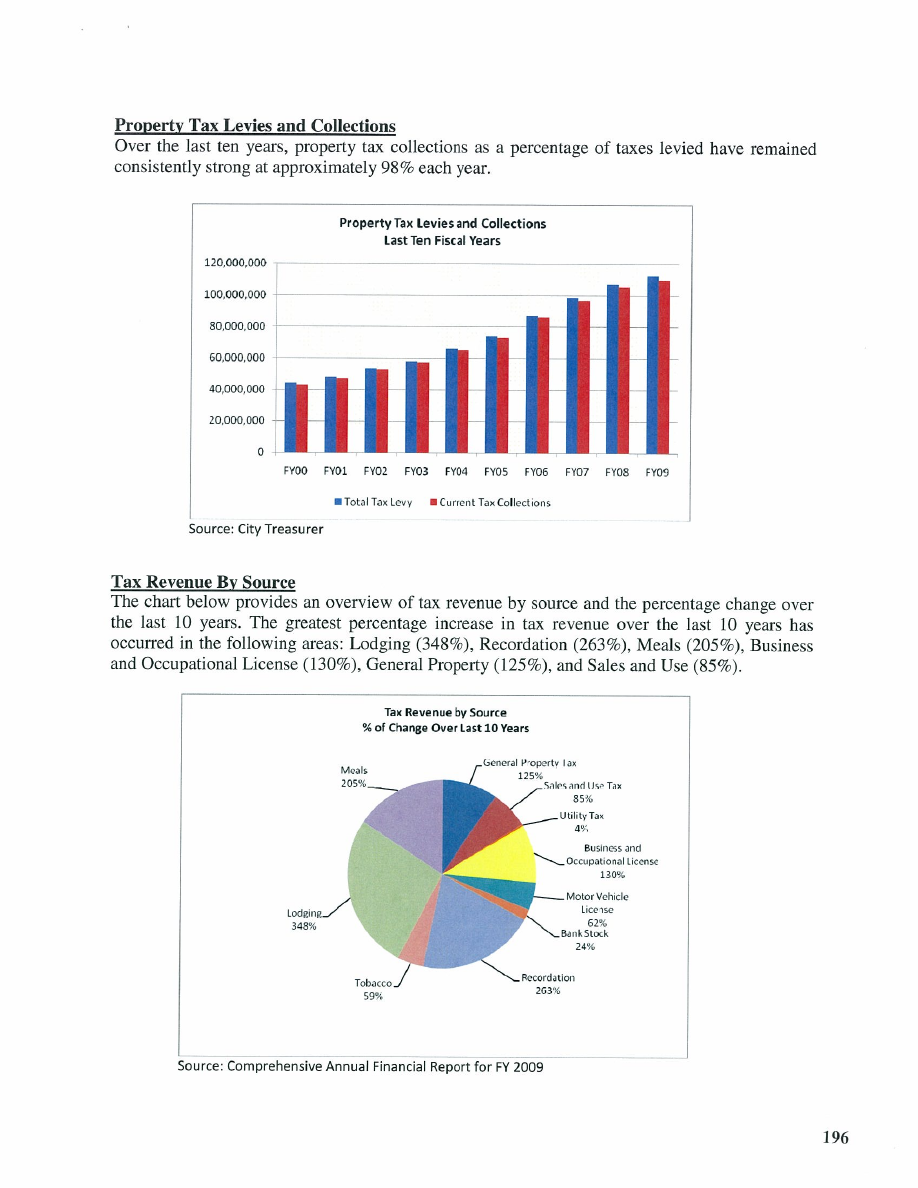 Property Tax Levies and Collections
Over the last ten years, property tax collections as a percentage of taxes levied have remained
consistently strong at approximately 98% each year.
Property Tax Levies and Collections
Last Ten Fiscal Years
120,000,000
100,000,000
80,000,000
60,000,000
40,000,000
20,000,000
0
FY00 FY01 FY02 FY03 FY04 FY05 FY06 FY07 FY08 FY09
Total Tax Levy Current Tax Collections
Source: City Treasurer
Tax Revenue By Source
The chart below provides an overview of tax revenue by source and the percentage change over
the last 10 years. The greatest percentage increase in tax revenue over the last 10 years has
occurred in the following areas: Lodging (348%), Recordation (263%), Meals (205%), Business
and Occupational License (130%), General Property (125%), and Sales and Use (85%).
Tax Revenue by Source
% of Change Over Last 10 Years
General Property Tax
125%
Meals
205%
Sales and Use Tax
85%
Utility Tax
4%
Business and
Occupational License
130%
Motor Vehicle
License
62%
Bank Stock
24%
Lodging
348%
Recordation
263%
Tobacco
59%
Source: Comprehensive Annual Financial Report for FY 2009
196